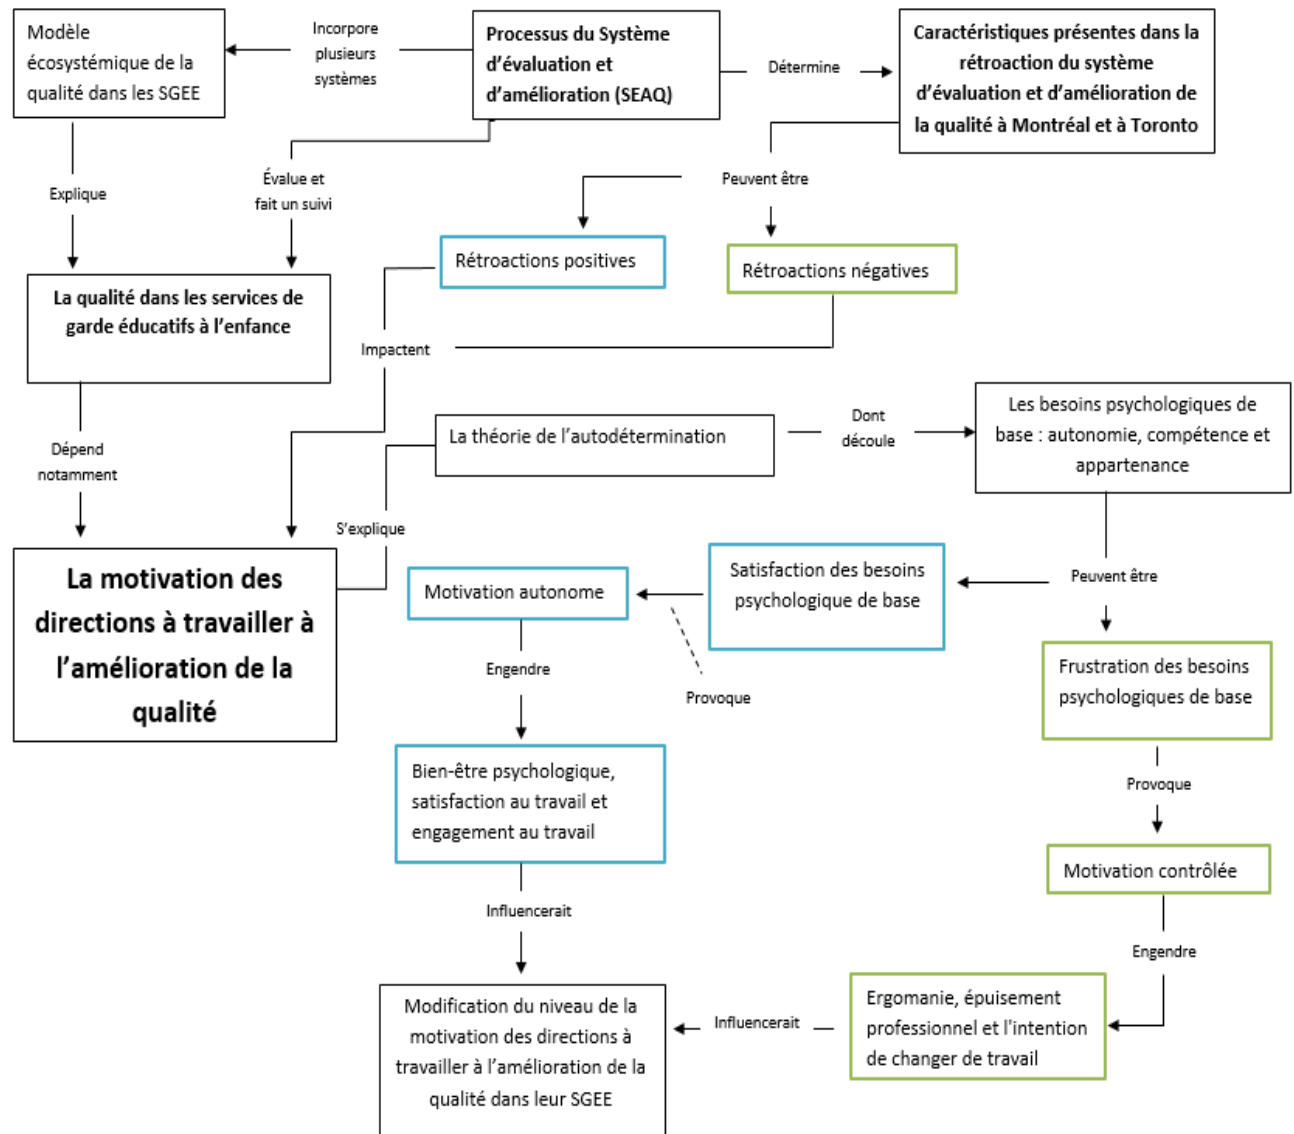 Modèle
écosystémique de la
qualité dans les SGEE
Incorpore
plusieurs
systèmes
Processus du Système
d'évaluation et
d'amélioration (SEAQ)
Détermine
Caractéristiques présentes dans la
rétroaction du système
d'évaluation et d'amélioration de
la qualité à Montréal et à Toronto
Explique
Évalue et
fait un suivi
Peuvent être
Rétroactions positives
Rétroactions négatives
La qualité dans les services de
garde éducatifs à l'enfance
Impactent
Dépend
notamment
La théorie de l'autodétermination
Dont
découle
Les besoins psychologiques de
base : autonomie, compétence et
appartenance
S'explique
La motivation des
directions à travailler à
l'amélioration de la
qualité
Motivation autonome
Satisfaction des besoins
psychologique de base
Peuvent être
Engendre
Provoque
Frustration des besoins
psychologiques de base
Bien-être psychologique,
satisfaction au travail et
engagement au travail
Provoque
Motivation contrôlée
Influencerait
Engendre
Modification du niveau de la
motivation des directions à
travailler à l'amélioration de la
qualité dans leur SGEE
Influencerait
Ergomanie, épuisement
professionnel et l'intention
de changer de travail